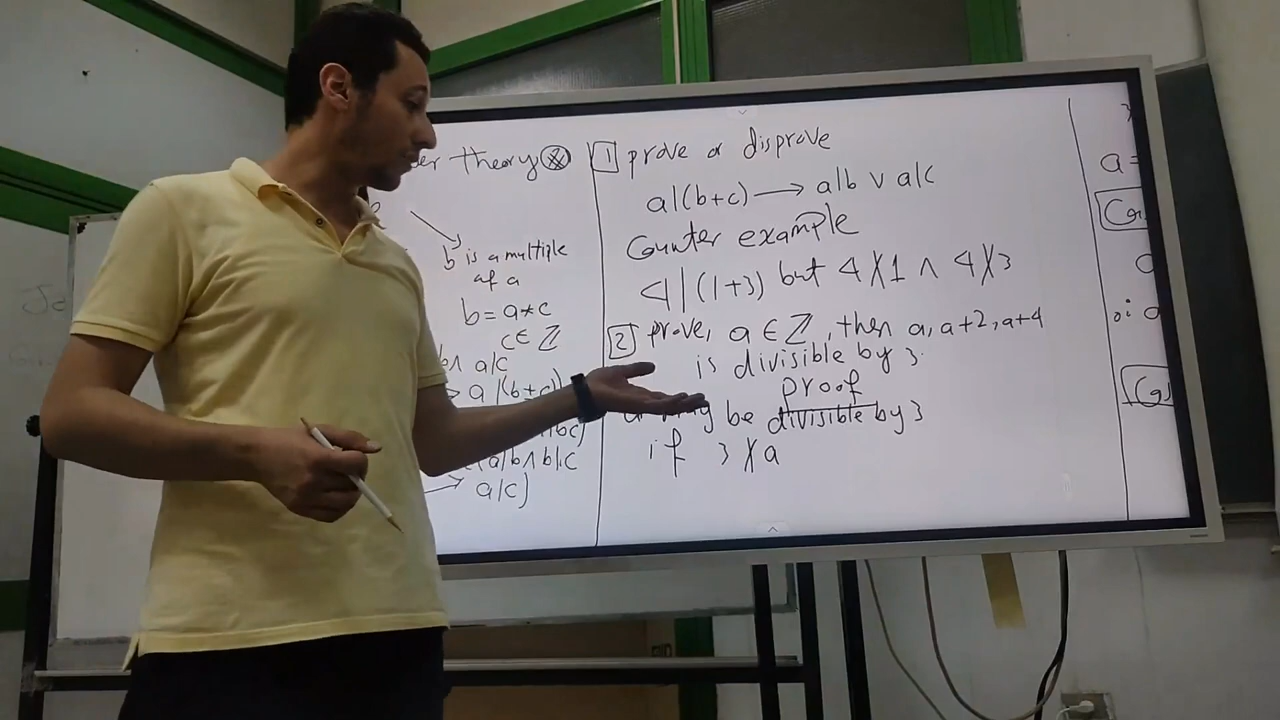 theory ⊗
b is a multiple
of a
b = a*c
c∈ℤ
a|c
a|(b+c)
(a|b ∧ b|c
→ a|c)
1 prove or disprove
a|(b+c) → a|b ∨ a|c
Counter example
4|(1+3) but 4∤1 ∧ 4∤3
2 prove, a ∈ ℤ, then a, a+2, a+4
is divisible by 3.
proof
be divisible by 3
if 3∤a
a=